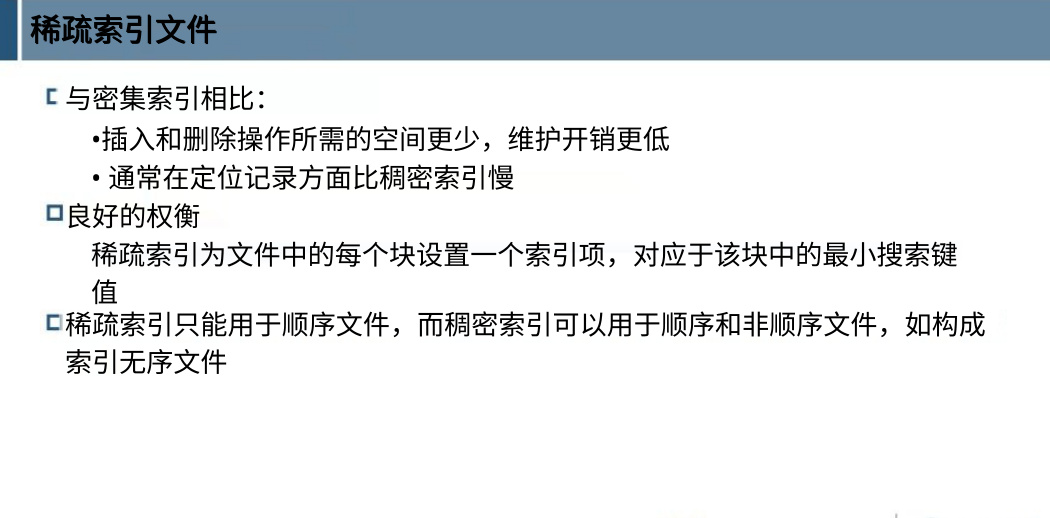 稀疏索引文件
与密集索引相比：
•插入和删除操作所需的空间更少，维护开销更低
• 通常在定位记录方面比稠密索引慢
良好的权衡
稀疏索引为文件中的每个块设置一个索引项，对应于该块中的最小搜索键
值
稀疏索引只能用于顺序文件，而稠密索引可以用于顺序和非顺序文件，如构成
索引无序文件